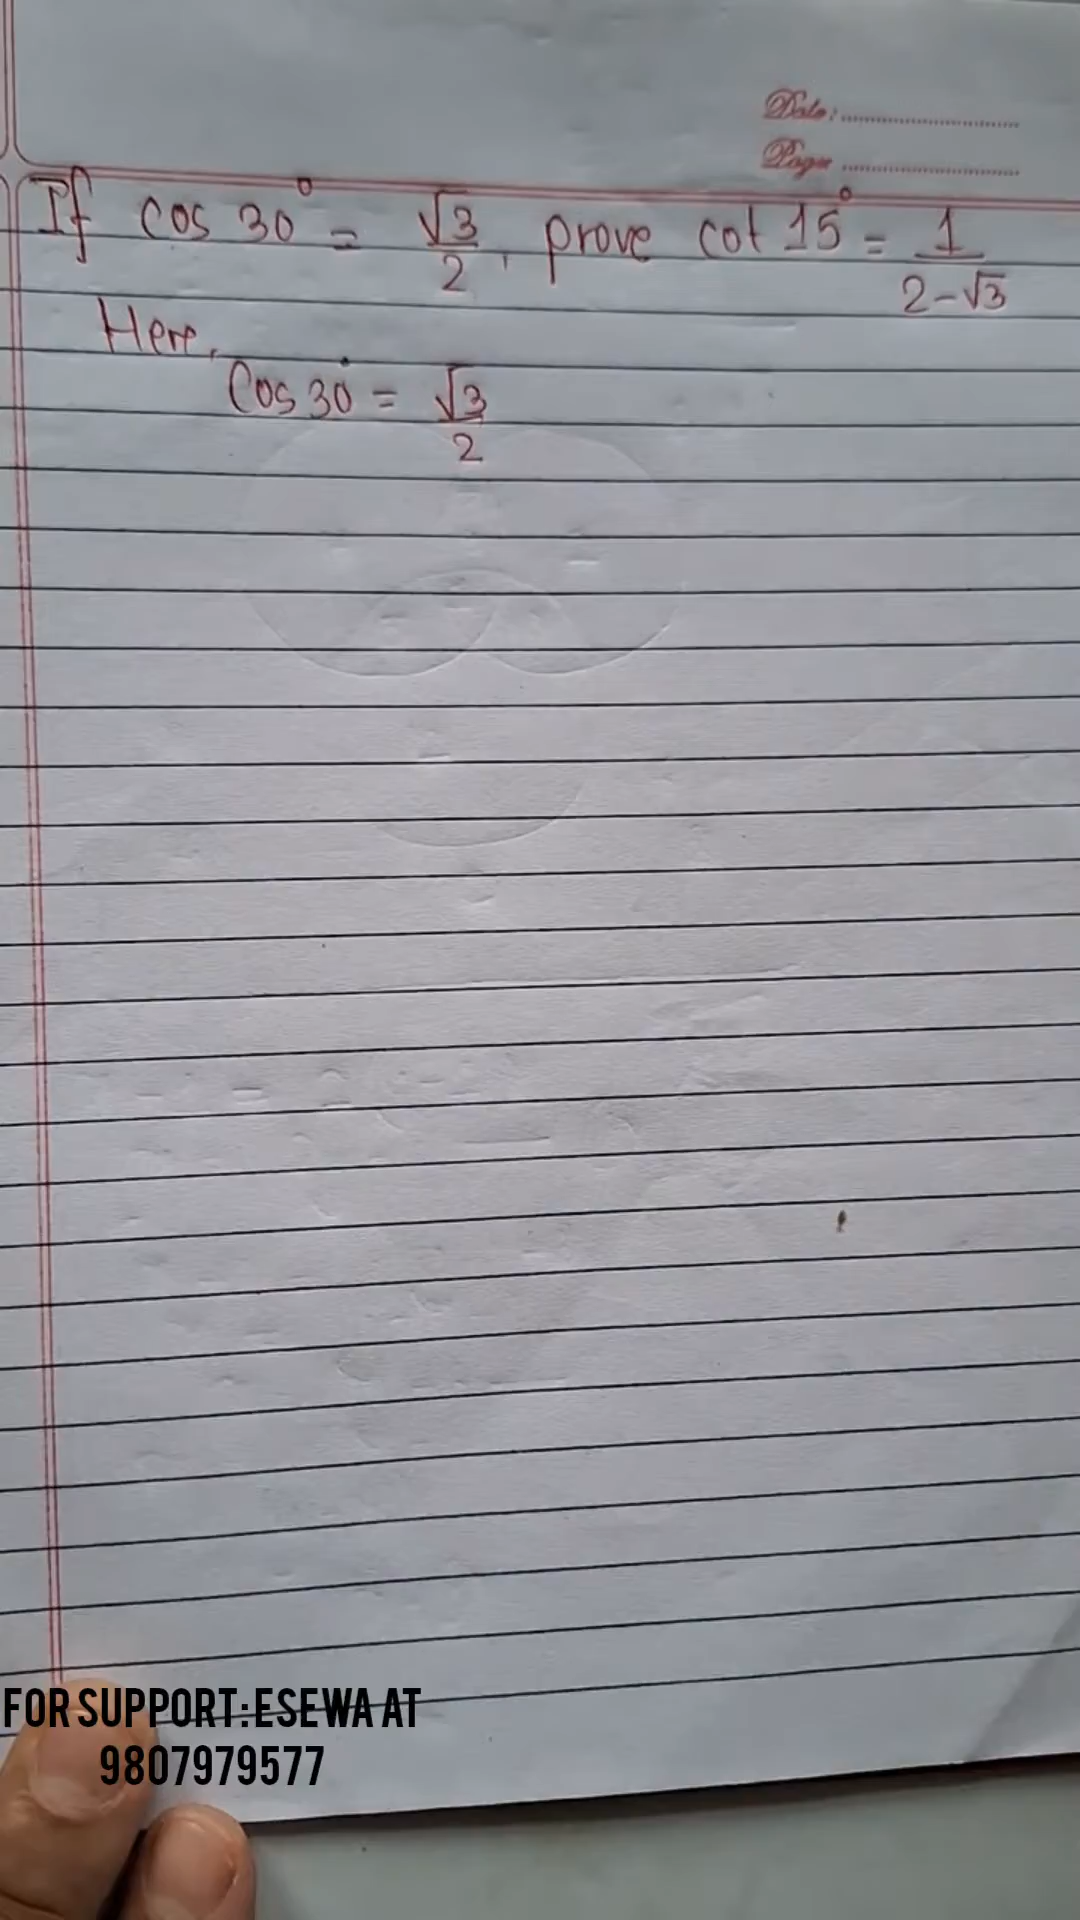 Date:
Page
If cos 30° = √3/2, prove cot 15° = 1/(2-√3)
Here,
Cos 30° = √3/2
FOR SUPPORT: ESEWA AT
9807979577